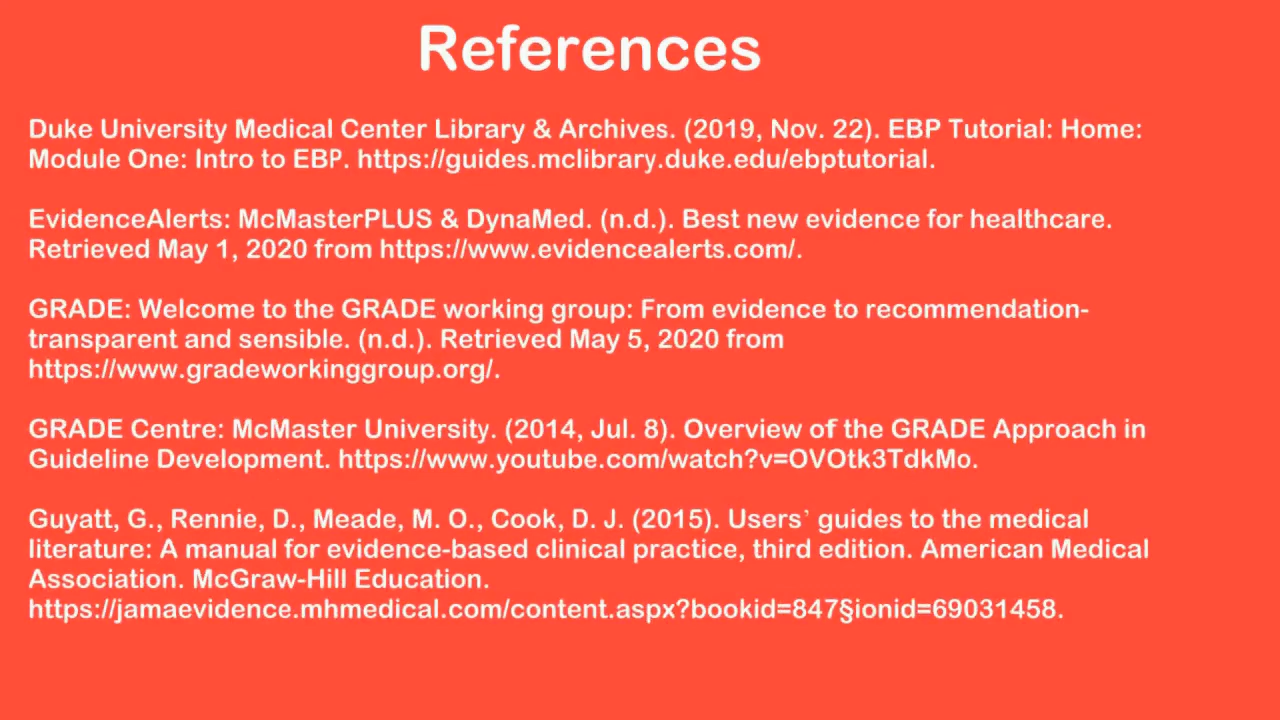 References
Duke University Medical Center Library & Archives. (2019, Nov. 22). EBP Tutorial: Home:
Module One: Intro to EBP. https://guides.mclibrary.duke.edu/ebptutorial.
EvidenceAlerts: McMasterPLUS & DynaMed. (n.d.). Best new evidence for healthcare.
Retrieved May 1, 2020 from https://www.evidencealerts.com/.
GRADE: Welcome to the GRADE working group: From evidence to recommendation-
transparent and sensible. (n.d.). Retrieved May 5, 2020 from
https://www.gradeworkinggroup.org/.
GRADE Centre: McMaster University. (2014, Jul. 8). Overview of the GRADE Approach in
Guideline Development. https://www.youtube.com/watch?v=OVOtk3TdkMo.
Guyatt, G., Rennie, D., Meade, M. O., Cook, D. J. (2015). Users’ guides to the medical
literature: A manual for evidence-based clinical practice, third edition. American Medical
Association. McGraw-Hill Education.
https://jamaevidence.mhmedical.com/content.aspx?bookid=847§ionid=69031458.